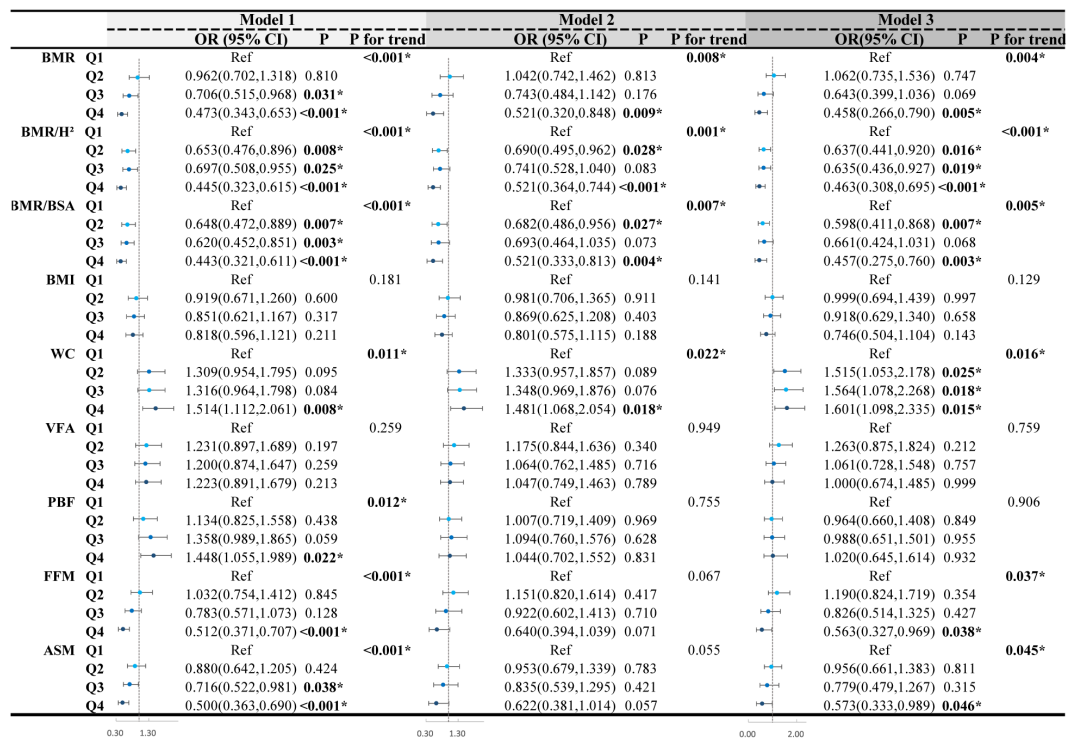 Model 1 Model 2 Model 3
OR (95% CI) P P for trend OR (95% CI) P P for trend OR(95% CI) P P for trend
BMR Q1 Ref <0.001* Ref 0.008* Ref 0.004*
Q2 0.962(0.702,1.318) 0.810 1.042(0.742,1.462) 0.813 1.062(0.735,1.536) 0.747
Q3 0.706(0.515,0.968) 0.031* 0.743(0.484,1.142) 0.176 0.643(0.399,1.036) 0.069
Q4 0.473(0.343,0.653) <0.001* 0.521(0.320,0.848) 0.009* 0.458(0.266,0.790) 0.005*
BMR/H² Q1 Ref <0.001* Ref 0.001* Ref <0.001*
Q2 0.653(0.476,0.896) 0.008* 0.690(0.495,0.962) 0.028* 0.637(0.441,0.920) 0.016*
Q3 0.697(0.508,0.955) 0.025* 0.741(0.528,1.040) 0.083 0.635(0.436,0.927) 0.019*
Q4 0.445(0.323,0.615) <0.001* 0.521(0.364,0.744) <0.001* 0.463(0.308,0.695) <0.001*
BMR/BSA Q1 Ref <0.001* Ref 0.007* Ref 0.005*
Q2 0.648(0.472,0.889) 0.007* 0.682(0.486,0.956) 0.027* 0.598(0.411,0.868) 0.007*
Q3 0.620(0.452,0.851) 0.003* 0.693(0.464,1.035) 0.073 0.661(0.424,1.031) 0.068
Q4 0.443(0.321,0.611) <0.001* 0.521(0.333,0.813) 0.004* 0.457(0.275,0.760) 0.003*
BMI Q1 Ref 0.181 Ref 0.141 Ref 0.129
Q2 0.919(0.671,1.260) 0.600 0.981(0.706,1.365) 0.911 0.999(0.694,1.439) 0.997
Q3 0.851(0.621,1.167) 0.317 0.869(0.625,1.208) 0.403 0.918(0.629,1.340) 0.658
Q4 0.818(0.596,1.121) 0.211 0.801(0.575,1.115) 0.188 0.746(0.504,1.104) 0.143
WC Q1 Ref 0.011* Ref 0.022* Ref 0.016*
Q2 1.309(0.954,1.795) 0.095 1.333(0.957,1.857) 0.089 1.515(1.053,2.178) 0.025*
Q3 1.316(0.964,1.798) 0.084 1.348(0.969,1.876) 0.076 1.564(1.078,2.268) 0.018*
Q4 1.514(1.112,2.061) 0.008* 1.481(1.068,2.054) 0.018* 1.601(1.098,2.335) 0.015*
VFA Q1 Ref 0.259 Ref 0.949 Ref 0.759
Q2 1.231(0.897,1.689) 0.197 1.175(0.844,1.636) 0.340 1.263(0.875,1.824) 0.212
Q3 1.200(0.874,1.647) 0.259 1.064(0.762,1.485) 0.716 1.061(0.728,1.548) 0.757
Q4 1.223(0.891,1.679) 0.213 1.047(0.749,1.463) 0.789 1.000(0.674,1.485) 0.999
PBF Q1 Ref 0.012* Ref 0.755 Ref 0.906
Q2 1.134(0.825,1.558) 0.438 1.007(0.719,1.409) 0.969 0.964(0.660,1.408) 0.849
Q3 1.358(0.989,1.865) 0.059 1.094(0.760,1.576) 0.628 0.988(0.651,1.501) 0.955
Q4 1.448(1.055,1.989) 0.022* 1.044(0.702,1.552) 0.831 1.020(0.645,1.614) 0.932
FFM Q1 Ref <0.001* Ref 0.067 Ref 0.037*
Q2 1.032(0.754,1.412) 0.845 1.151(0.820,1.614) 0.417 1.190(0.824,1.719) 0.354
Q3 0.783(0.571,1.073) 0.128 0.922(0.602,1.413) 0.710 0.826(0.514,1.325) 0.427
Q4 0.512(0.371,0.707) <0.001* 0.640(0.394,1.039) 0.071 0.563(0.327,0.969) 0.038*
ASM Q1 Ref <0.001* Ref 0.055 Ref 0.045*
Q2 0.880(0.642,1.205) 0.424 0.953(0.679,1.339) 0.783 0.956(0.661,1.383) 0.811
Q3 0.716(0.522,0.981) 0.038* 0.835(0.539,1.295) 0.421 0.779(0.479,1.267) 0.315
Q4 0.500(0.363,0.690) <0.001* 0.622(0.381,1.014) 0.057 0.573(0.333,0.989) 0.046*
0.30 1.30 0.30 1.30 0.00 2.00